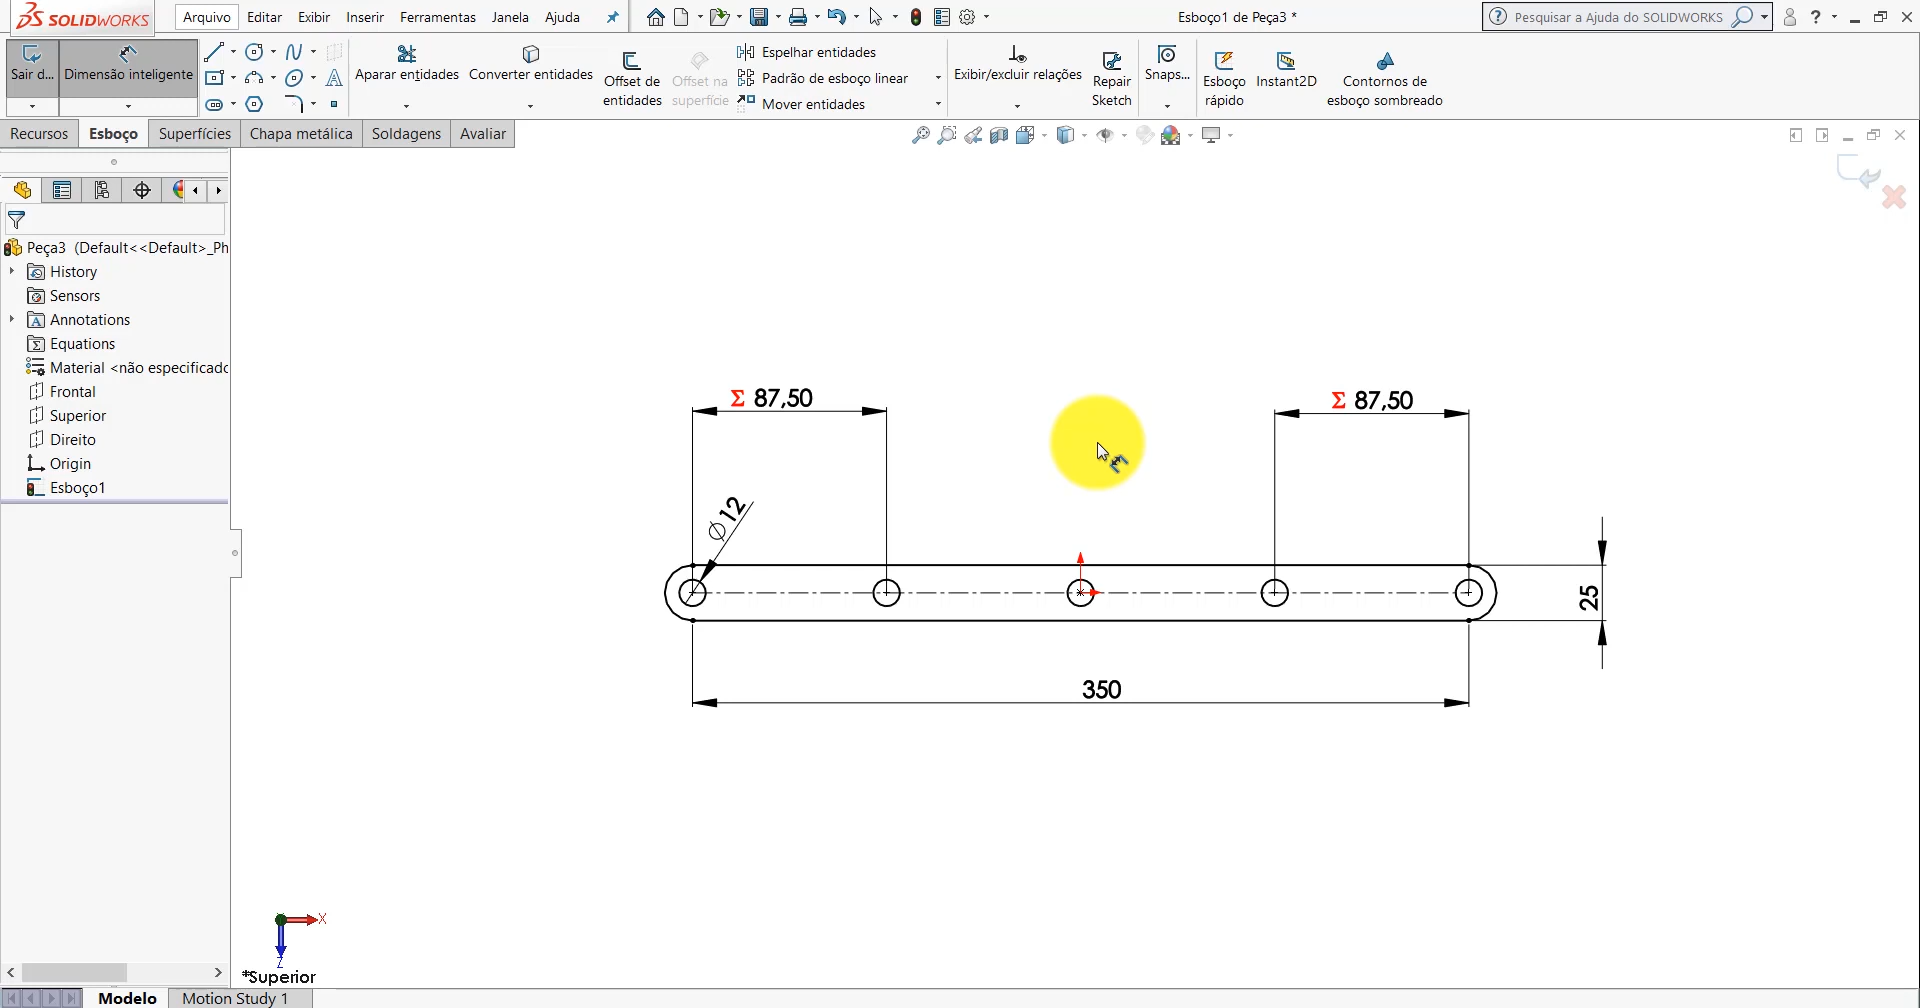 SOLIDWORKS
Arquivo Editar Exibir Inserir Ferramentas Janela Ajuda
Esboço1 de Peça3 *
Pesquisar a Ajuda do SOLIDWORKS
Sair d...
Dimensão inteligente
Aparar entidades
Converter entidades
Offset de entidades
Offset na superfície
Espelhar entidades
Padrão de esboço linear
Mover entidades
Exibir/excluir relações
Repair Sketch
Snaps...
Esboço rápido
Instant2D
Contornos de esboço sombreado
Recursos Esboço Superfícies Chapa metálica Soldagens Avaliar
Peça3 (Default<<Default>_Ph
History
Sensors
Annotations
Equations
Material <não especificado
Frontal
Superior
Direito
Origin
Esboço1
Σ 87,50
Σ 87,50
∅12
25
350
X
Z
*Superior
Modelo Motion Study 1